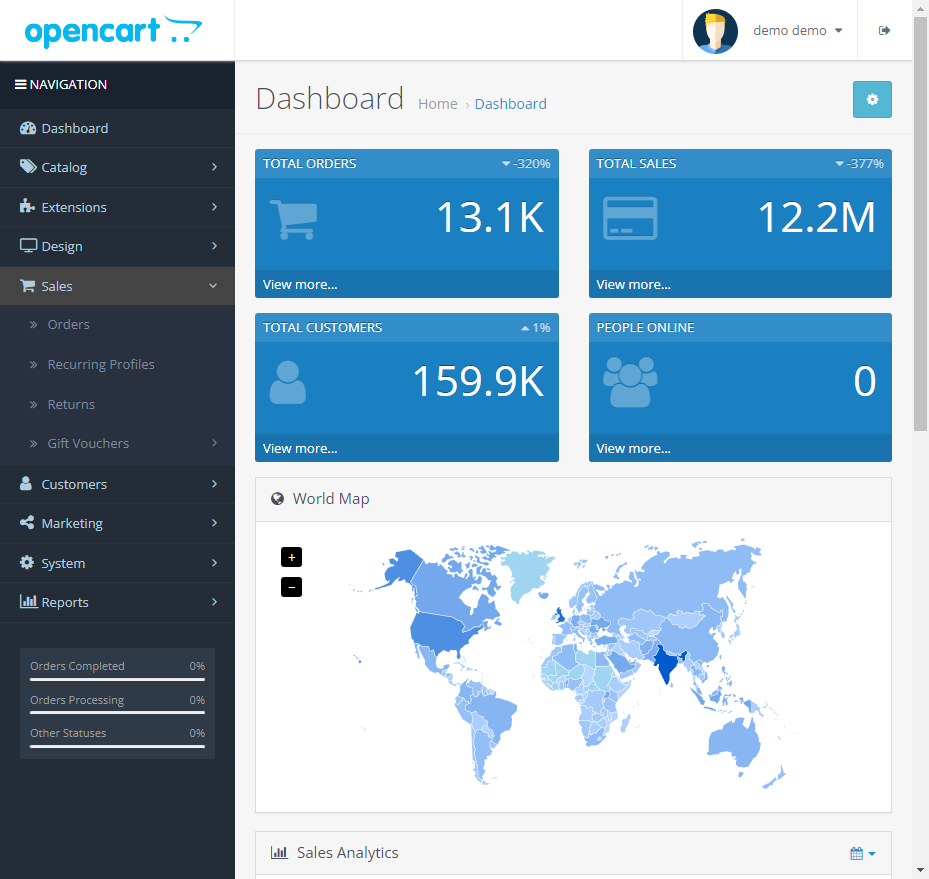 opencart
demo demo
NAVIGATION
Dashboard
Catalog
Extensions
Design
Sales
Orders
Recurring Profiles
Returns
Gift Vouchers
Customers
Marketing
System
Reports
Orders Completed 0%
Orders Processing 0%
Other Statuses 0%
Dashboard Home › Dashboard
TOTAL ORDERS -320%
13.1K
View more...
TOTAL SALES -377%
12.2M
View more...
TOTAL CUSTOMERS 1%
159.9K
View more...
PEOPLE ONLINE
0
View more...
World Map
+
−
Sales Analytics